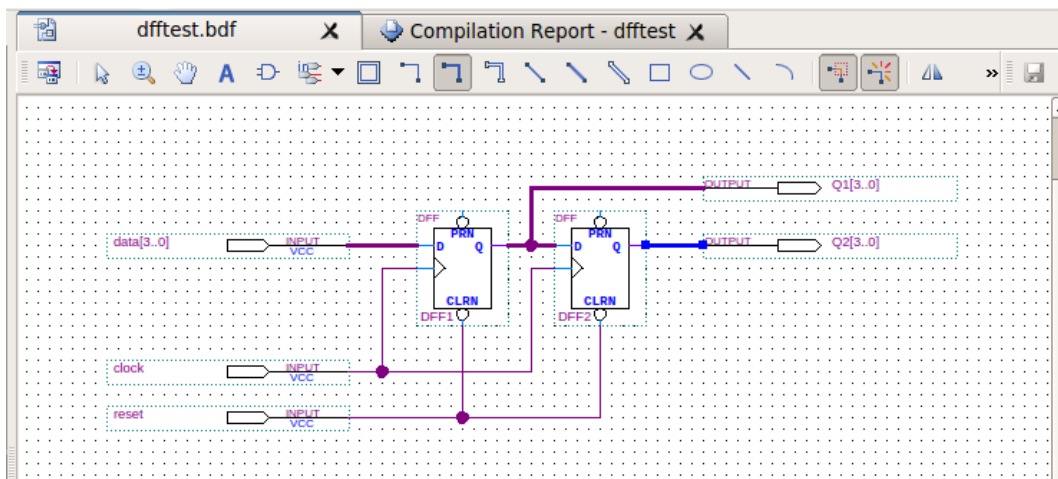 dfftest.bdf
Compilation Report - dfftest
A
»
OUTPUT
Q1[3..0]
DFF
DFF
PRN
PRN
data[3..0]
INPUT
VCC
D
Q
D
Q
OUTPUT
Q2[3..0]
CLRN
CLRN
DFF1
DFF2
clock
INPUT
VCC
reset
INPUT
VCC